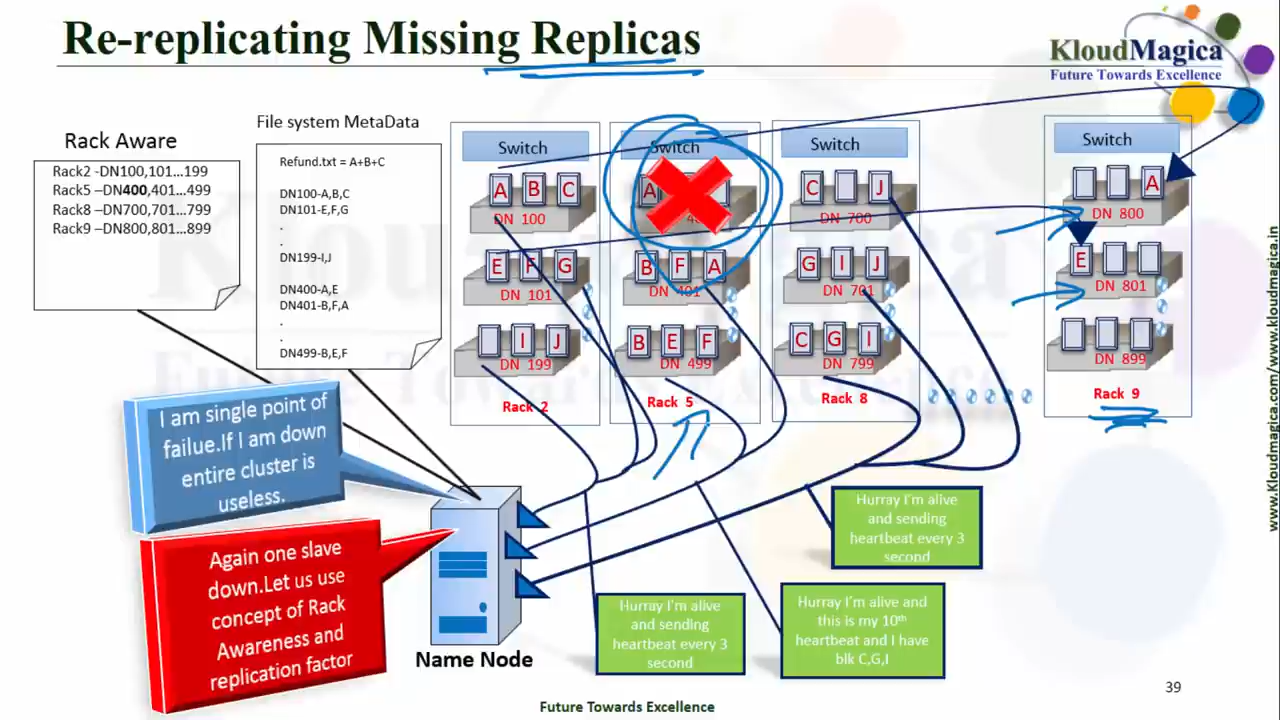 Re-replicating Missing Replicas
KloudMagica
Future Towards Excellence
Rack Aware
Rack2 -DN100,101...199
Rack5 –DN400,401...499
Rack8 –DN700,701...799
Rack9 –DN800,801...899
File system MetaData
Refund.txt = A+B+C
DN100-A,B,C
DN101-E,F,G
.
.
DN199-I,J
DN400-A,E
DN401-B,F,A
.
.
DN499-B,E,F
Switch
A B C
DN 100
E F G
DN 101
I J
DN 199
Rack 2
Switch
A
B F A
DN 401
B E F
DN 499
Rack 5
Switch
C J
DN 700
G I J
DN 701
C G I
DN 799
Rack 8
Switch
A
DN 800
E
DN 801
DN 899
Rack 9
I am single point of
failue.If I am down
entire cluster is
useless.
Again one slave
down.Let us use
concept of Rack
Awareness and
replication factor
Name Node
Hurray I'm alive
and sending
heartbeat every 3
second
Hurray I'm alive and
this is my 10th
heartbeat and I have
blk C,G,I
Hurray I'm alive
and sending
heartbeat every 3
second
www.Kloudmagica.com/www.kloudmagica.in
39
Future Towards Excellence